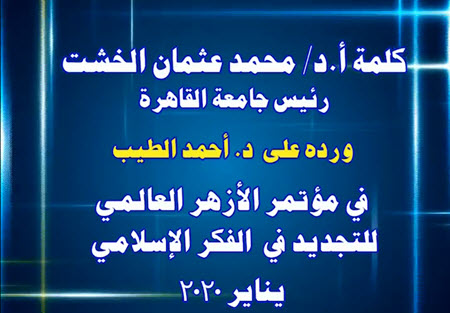 كلمة أ.د/ محمد عثمان الخشت
رئيس جامعة القاهرة
ورده على د. أحمد الطيب
في مؤتمر الأزهر العالمي
للتجديد في الفكر الإسلامي
يناير ٢٠٢٠